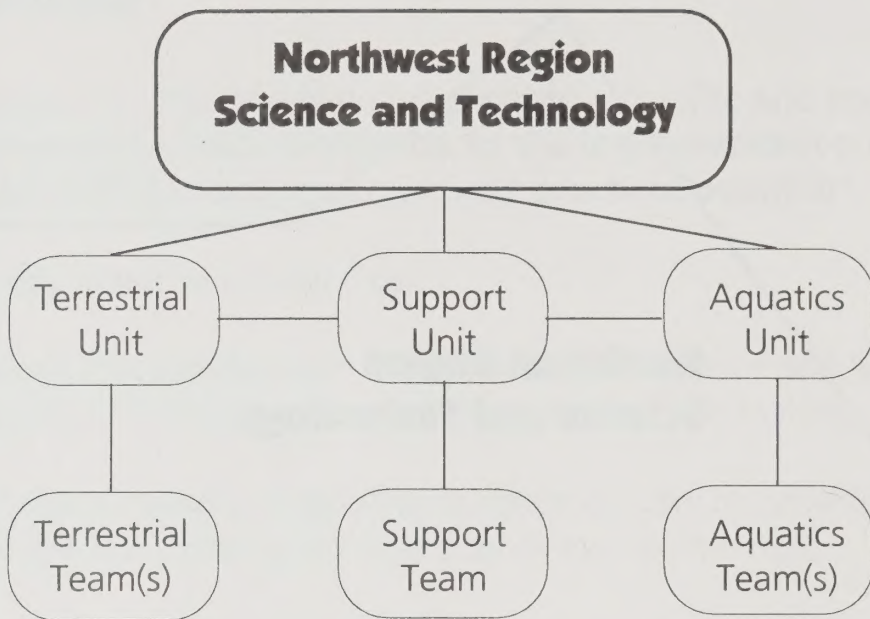 Northwest Region
Science and Technology
Terrestrial
Unit
Support
Unit
Aquatics
Unit
Terrestrial
Team(s)
Support
Team
Aquatics
Team(s)